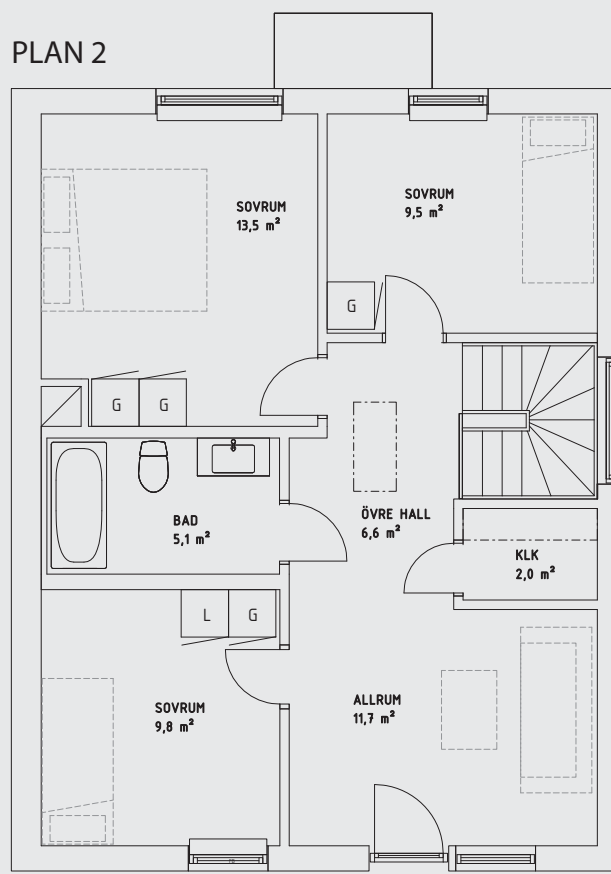 PLAN 2
SOVRUM
13,5 m²
SOVRUM
9,5 m²
G
G
G
BAD
5,1 m²
ÖVRE HALL
6,6 m²
KLK
2,0 m²
L
G
SOVRUM
9,8 m²
ALLRUM
11,7 m²